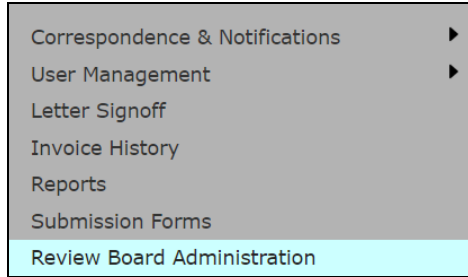 Correspondence & Notifications
User Management
Letter Signoff
Invoice History
Reports
Submission Forms
Review Board Administration